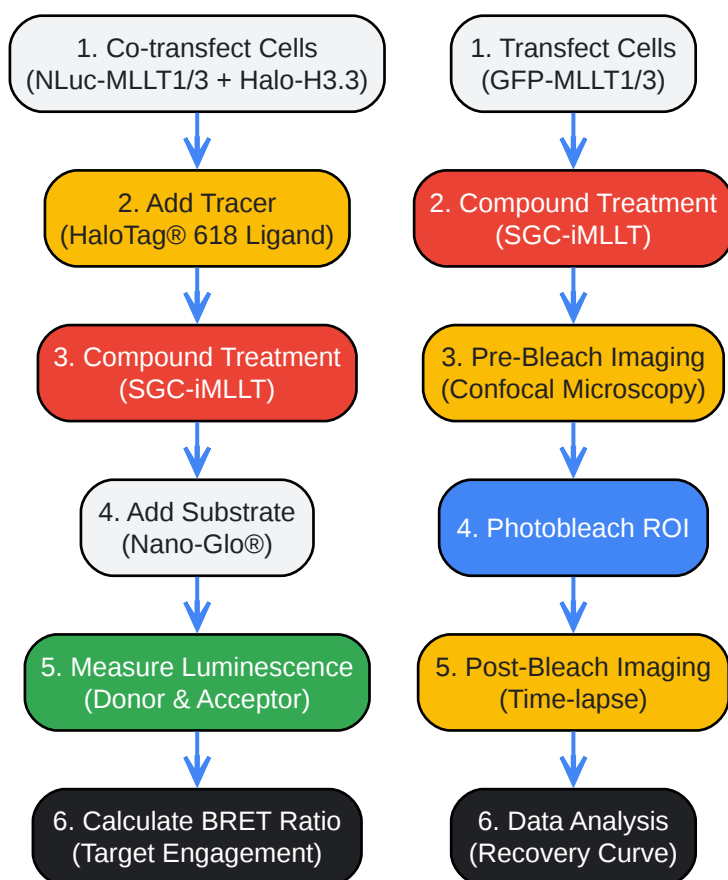 1. Co-transfect Cells
(NLuc-MLLT1/3 + Halo-H3.3)
2. Add Tracer
(HaloTag® 618 Ligand)
3. Compound Treatment
(SGC-iMLLT)
4. Add Substrate
(Nano-Glo®)
5. Measure Luminescence
(Donor & Acceptor)
6. Calculate BRET Ratio
(Target Engagement)
1. Transfect Cells
(GFP-MLLT1/3)
2. Compound Treatment
(SGC-iMLLT)
3. Pre-Bleach Imaging
(Confocal Microscopy)
4. Photobleach ROI
5. Post-Bleach Imaging
(Time-lapse)
6. Data Analysis
(Recovery Curve)